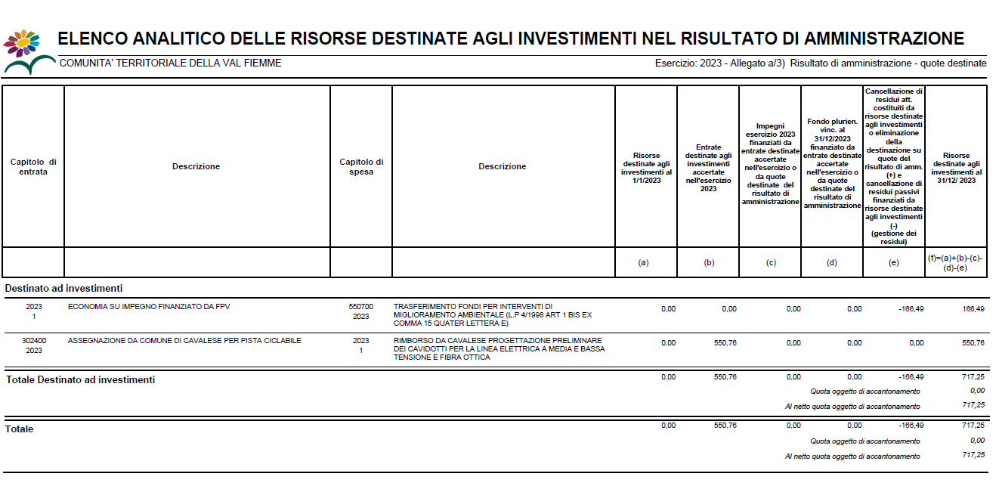 ELENCO ANALITICO DELLE RISORSE DESTINATE AGLI INVESTIMENTI NEL RISULTATO DI AMMINISTRAZIONE
COMUNITA' TERRITORIALE DELLA VAL FIEMME
Esercizio: 2023 - Allegato a/3) Risultato di amministrazione - quote destinate
Capitolo di
entrata
Descrizione
Capitolo di
spesa
Descrizione
Risorse
destinate agli
investimenti al
1/1/2023
Entrate
destinate agli
investimenti
accertate
nell'esercizio
2023
Impegni
esercizio 2023
finanziati da
entrate destinate
accertate
nell'esercizio o
da quote
destinate del
risultato di
amministrazione
Fondo plurien.
vinc. al
31/12/2023
finanziato da
entrate destinate
accertate
nell'esercizio o
da quote
destinate del
risultato di
amministrazione
Cancellazione di
residui att.
costituiti da
risorse destinate
agli investimenti
o eliminazione
della
destinazione su
quote del
risultato di amm.
(+) e
cancellazione di
residui passivi
finanziati da
risorse destinate
agli investimenti
(-)
(gestione dei
residui)
Risorse
destinate agli
investimenti al
31/12/ 2023
(a) (b) (c) (d) (e) (f)=(a)+(b)-(c)-
(d)-(e)
Destinato ad investimenti
2023
1
ECONOMIA SU IMPEGNO FINANZIATO DA FPV
550700
2023
TRASFERIMENTO FONDI PER INTERVENTI DI
MIGLIORAMENTO AMBIENTALE (L.P 4/1998 ART 1 BIS EX
COMMA 15 QUATER LETTERA E)
0,00 0,00 0,00 0,00 -166,49 166,49
302400
2023
ASSEGNAZIONE DA COMUNE DI CAVALESE PER PISTA CICLABILE
2023
1
RIMBORSO DA CAVALESE PROGETTAZIONE PRELIMINARE
DEI CAVIDOTTI PER LA LINEA ELETTRICA A MEDIA E BASSA
TENSIONE E FIBRA OTTICA
0,00 550,76 0,00 0,00 0,00 550,76
Totale Destinato ad investimenti 0,00 550,76 0,00 0,00 -166,49 717,25
Quota oggetto di accantonamento 0,00
Al netto quota oggetto di accantonamento 717,25
Totale 0,00 550,76 0,00 0,00 -166,49 717,25
Quota oggetto di accantonamento 0,00
Al netto quota oggetto di accantonamento 717,25